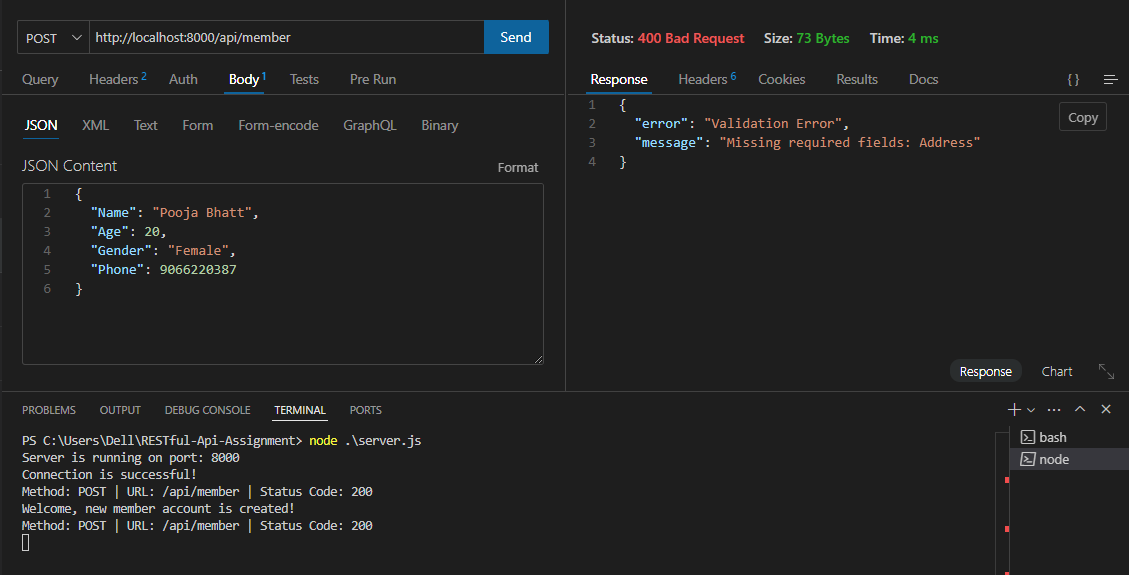 POST http://localhost:8000/api/member Send
Query Headers 2 Auth Body 1 Tests Pre Run
JSON XML Text Form Form-encode GraphQL Binary
JSON Content Format
1 {
2 "Name": "Pooja Bhatt",
3 "Age": 20,
4 "Gender": "Female",
5 "Phone": 9066220387
6 }
Status: 400 Bad Request Size: 73 Bytes Time: 4 ms
Response Headers 6 Cookies Results Docs { }
1 {
2 "error": "Validation Error",
3 "message": "Missing required fields: Address"
4 }
Copy
Response Chart
PROBLEMS OUTPUT DEBUG CONSOLE TERMINAL PORTS
PS C:\Users\Dell\RESTful-Api-Assignment> node .\server.js
Server is running on port: 8000
Connection is successful!
Method: POST | URL: /api/member | Status Code: 200
Welcome, new member account is created!
Method: POST | URL: /api/member | Status Code: 200
bash
node